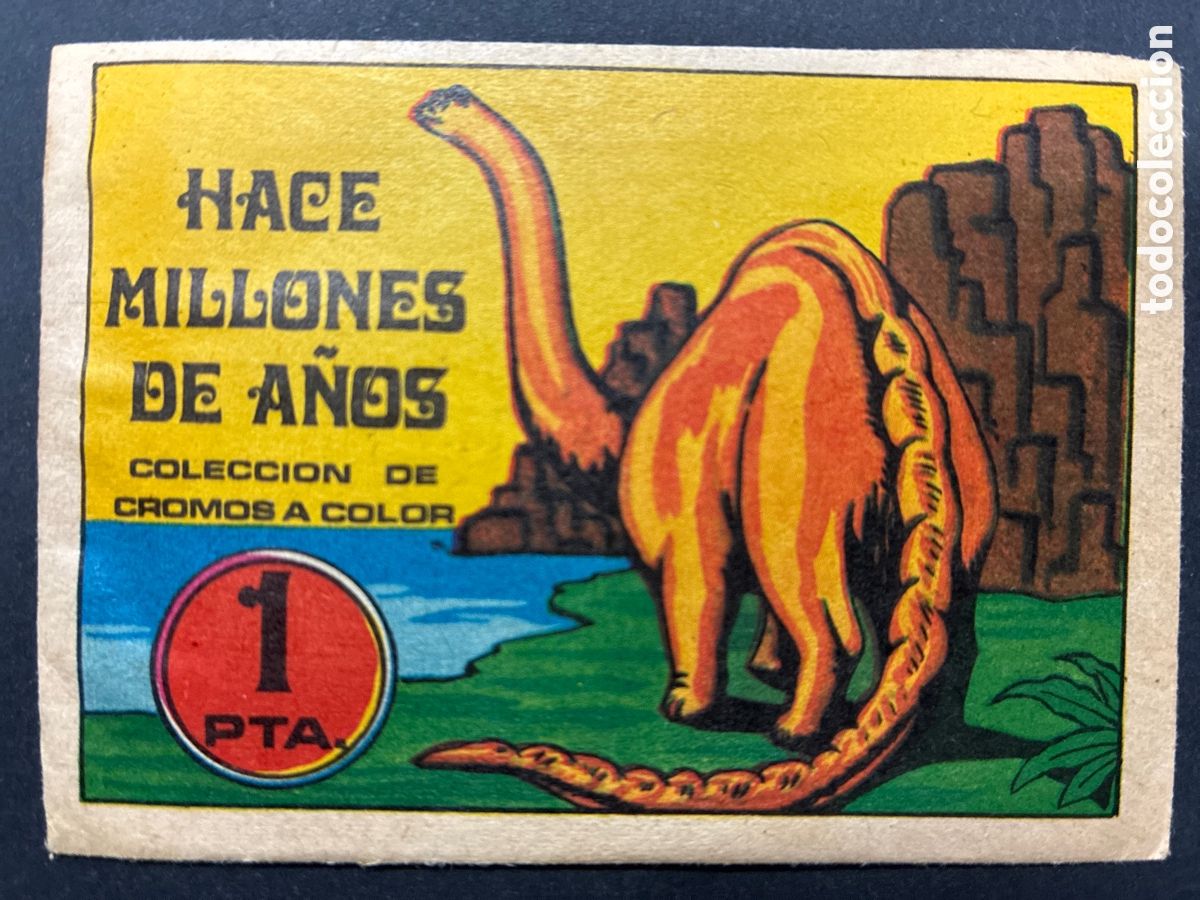 HACE
MILLONES
DE AÑOS
COLECCION DE
CROMOS A COLOR
1
PTA.
todocoleccion